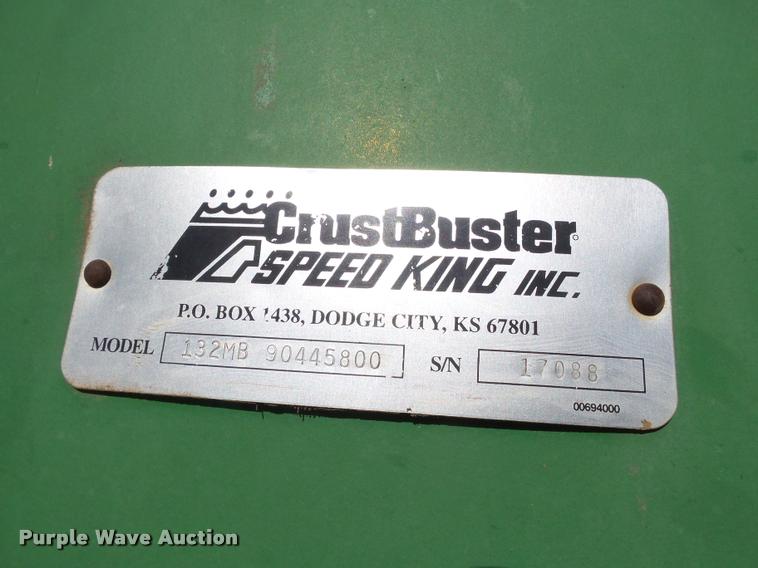 CrustBuster
SPEED KING INC.
P.O. BOX 1438, DODGE CITY, KS 67801
MODEL 132MB 90445800 S/N 17088
00694000
Purple Wave Auction